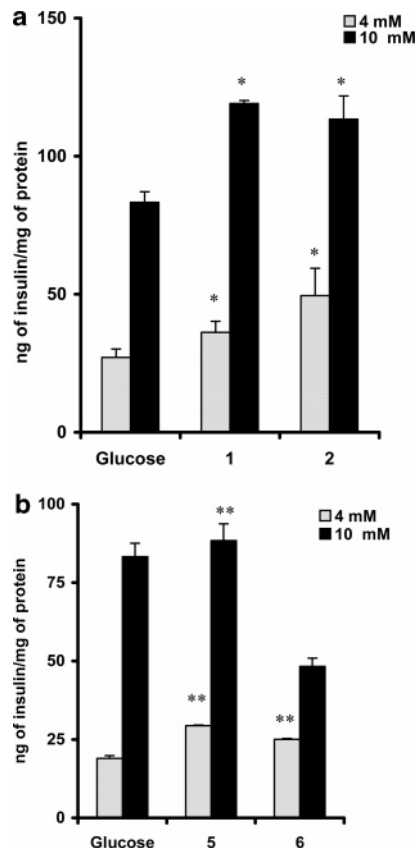 a
150
4 mM
10 mM
100
50
0
ng of insulin/mg of protein
*
*
*
*
Glucose 1 2
b
100
4 mM
10 mM
75
50
25
0
ng of insulin/mg of protein
**
**
**
Glucose 5 6